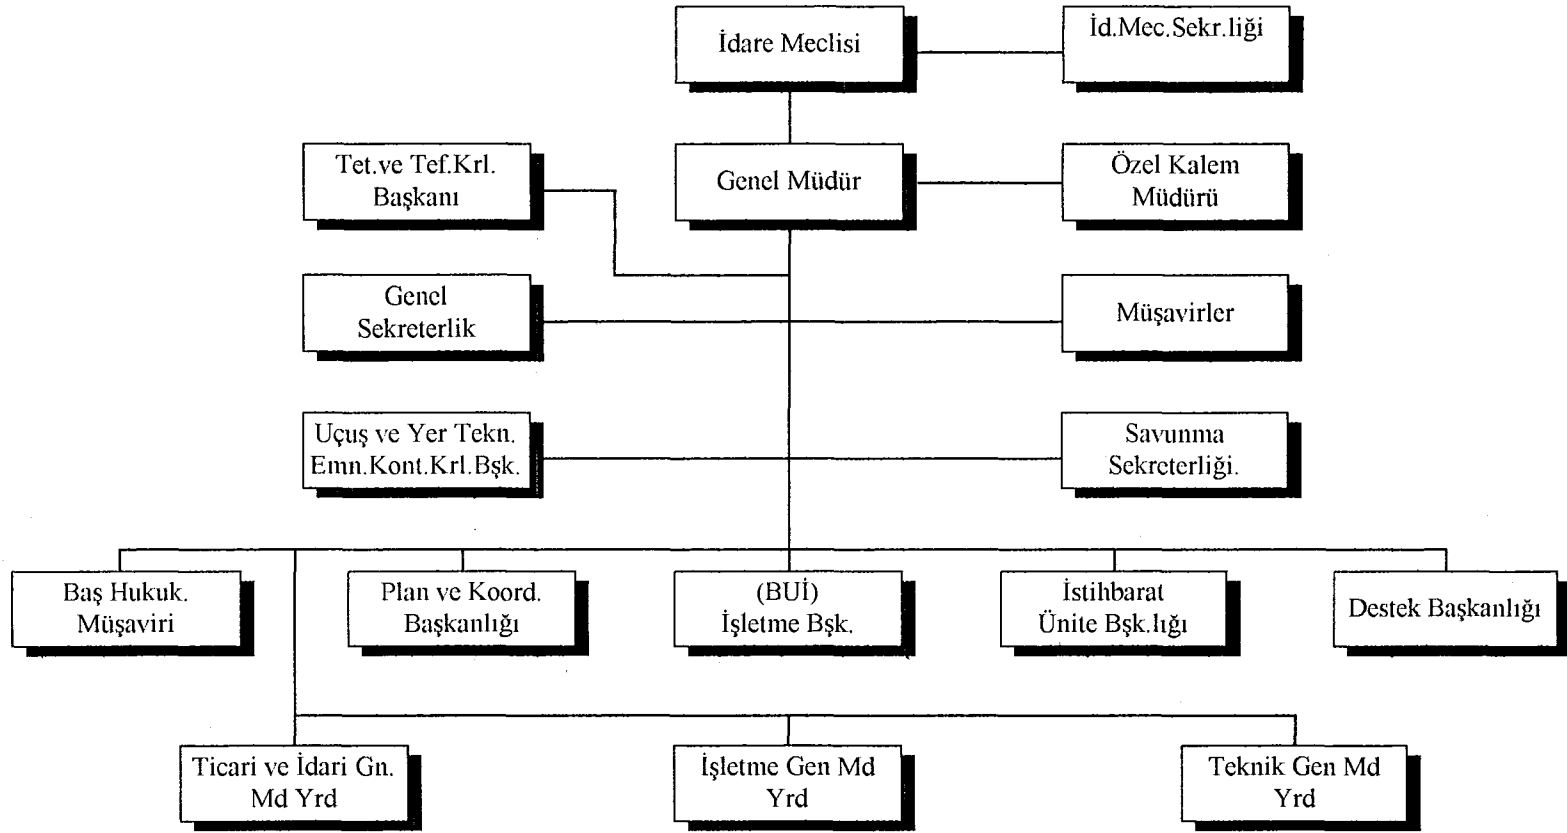 İdare Meclisi
İd.Mec.Sekr.liği
Tet.ve Tef.Krl.
Başkanı
Genel Müdür
Özel Kalem
Müdürü
Genel
Sekreterlik
Müşavirler
Uçuş ve Yer Tekn.
Emn.Kont.Krl.Bşk.
Savunma
Sekreterliği.
Baş Hukuk.
Müşaviri
Plan ve Koord.
Başkanlığı
(BUİ)
İşletme Bşk.
İstihbarat
Ünite Bşk.lığı
Destek Başkanlığı
Ticari ve İdari Gn.
Md Yrd
İşletme Gen Md
Yrd
Teknik Gen Md
Yrd